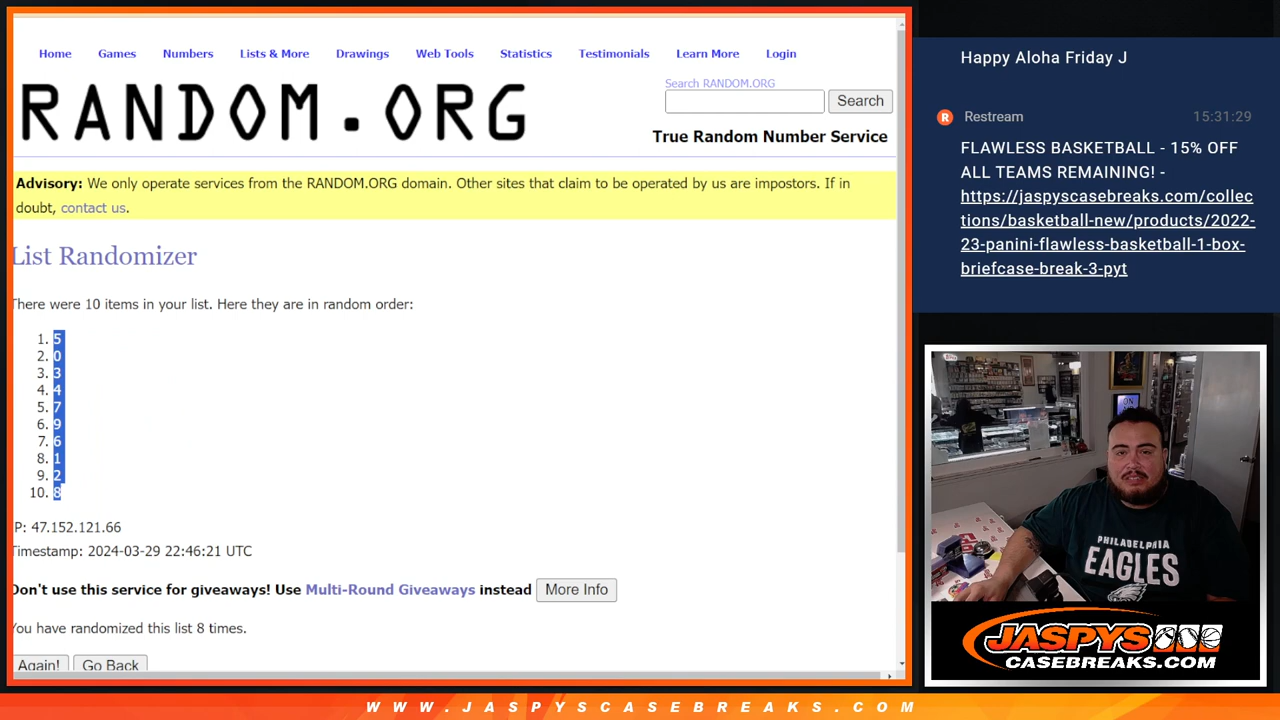 Home Games Numbers Lists & More Drawings Web Tools Statistics Testimonials Learn More Login
Search RANDOM.ORG
RANDOM.ORG
Search
True Random Number Service
Advisory: We only operate services from the RANDOM.ORG domain. Other sites that claim to be operated by us are impostors. If in
doubt, contact us.
List Randomizer
There were 10 items in your list. Here they are in random order:
1. 5
2. 0
3. 3
4. 4
5. 7
6. 9
7. 6
8. 1
9. 2
10. 8
P: 47.152.121.66
Timestamp: 2024-03-29 22:46:21 UTC
Don't use this service for giveaways! Use Multi-Round Giveaways instead More Info
You have randomized this list 8 times.
Again! Go Back
Happy Aloha Friday J
R Restream 15:31:29
FLAWLESS BASKETBALL - 15% OFF
ALL TEAMS REMAINING! -
https://jaspyscasebreaks.com/collec
tions/basketball-new/products/2022-
23-panini-flawless-basketball-1-box-
briefcase-break-3-pyt
PHILADELPHIA
EAGLES
JASPYS
CASEBREAKS.COM
WWW.JASPYSCASEBREAKS.COM